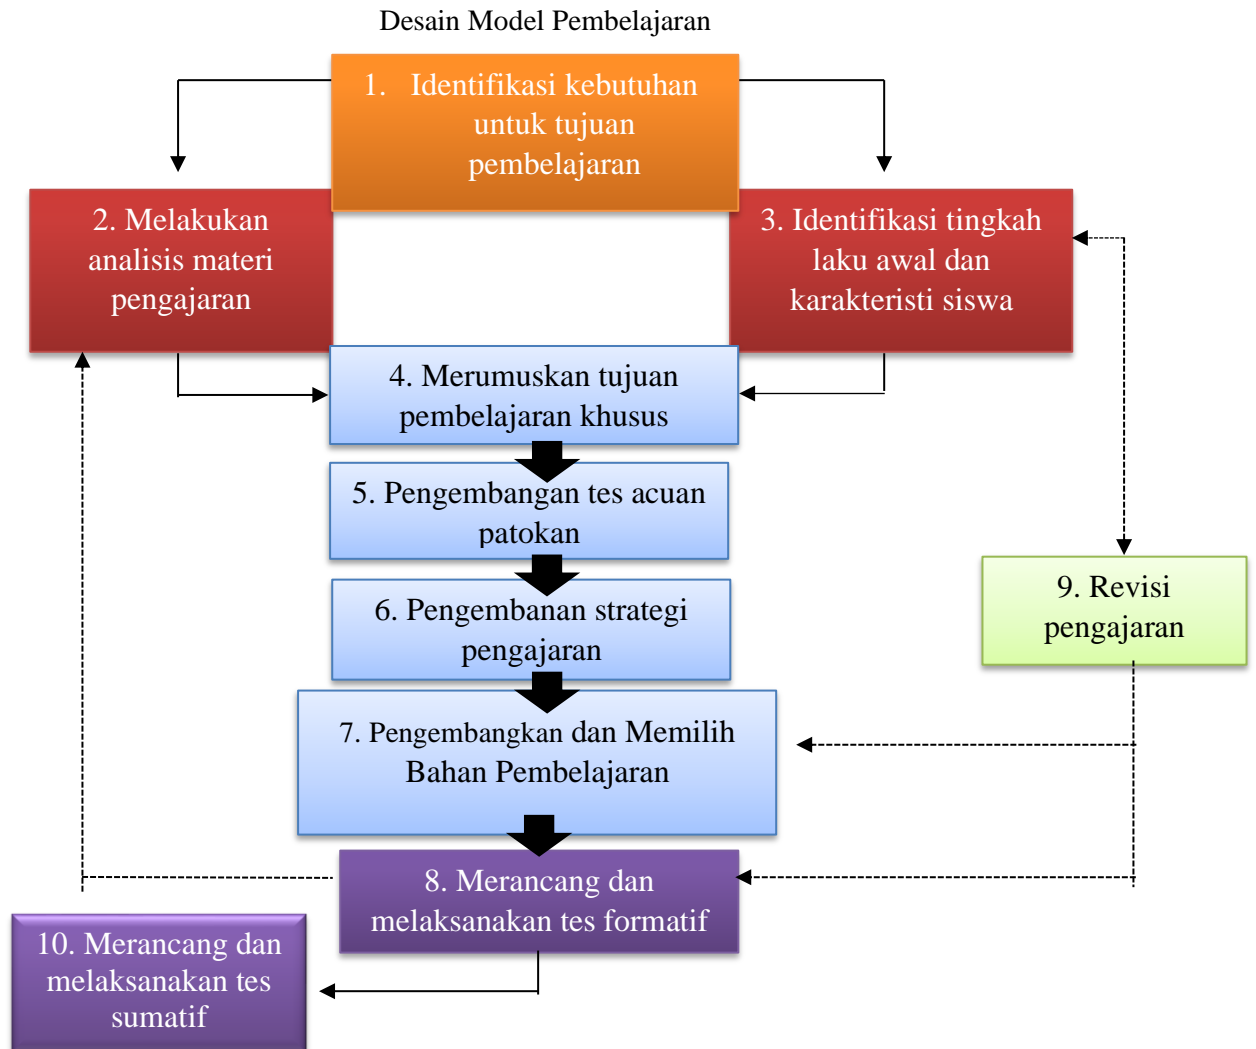 Desain Model Pembelajaran
1. Identifikasi kebutuhan
untuk tujuan
pembelajaran
2. Melakukan
analisis materi
pengajaran
3. Identifikasi tingkah
laku awal dan
karakteristi siswa
4. Merumuskan tujuan
pembelajaran khusus
5. Pengembangan tes acuan
patokan
6. Pengembanan strategi
pengajaran
7. Pengembangkan dan Memilih
Bahan Pembelajaran
8. Merancang dan
melaksanakan tes formatif
9. Revisi
pengajaran
10. Merancang dan
melaksanakan tes
sumatif